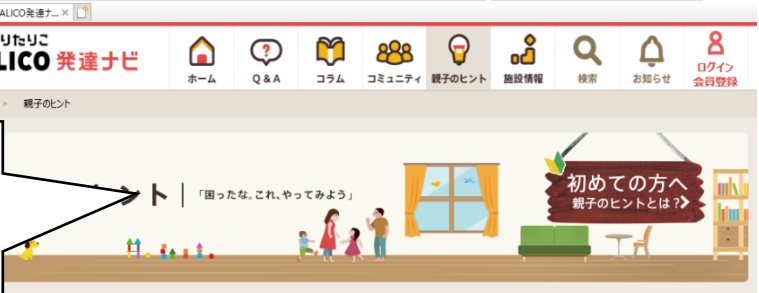 ALICO発達ナ...
りたりこ
LICO 発達ナビ
ホーム
Q & A
コラム
コミュニティ
親子のヒント
施設情報
検索
お知らせ
ログイン
会員登録
> 親子のヒント
ント
「困ったな。これ、やってみよう」
初めての方へ
親子のヒントとは?